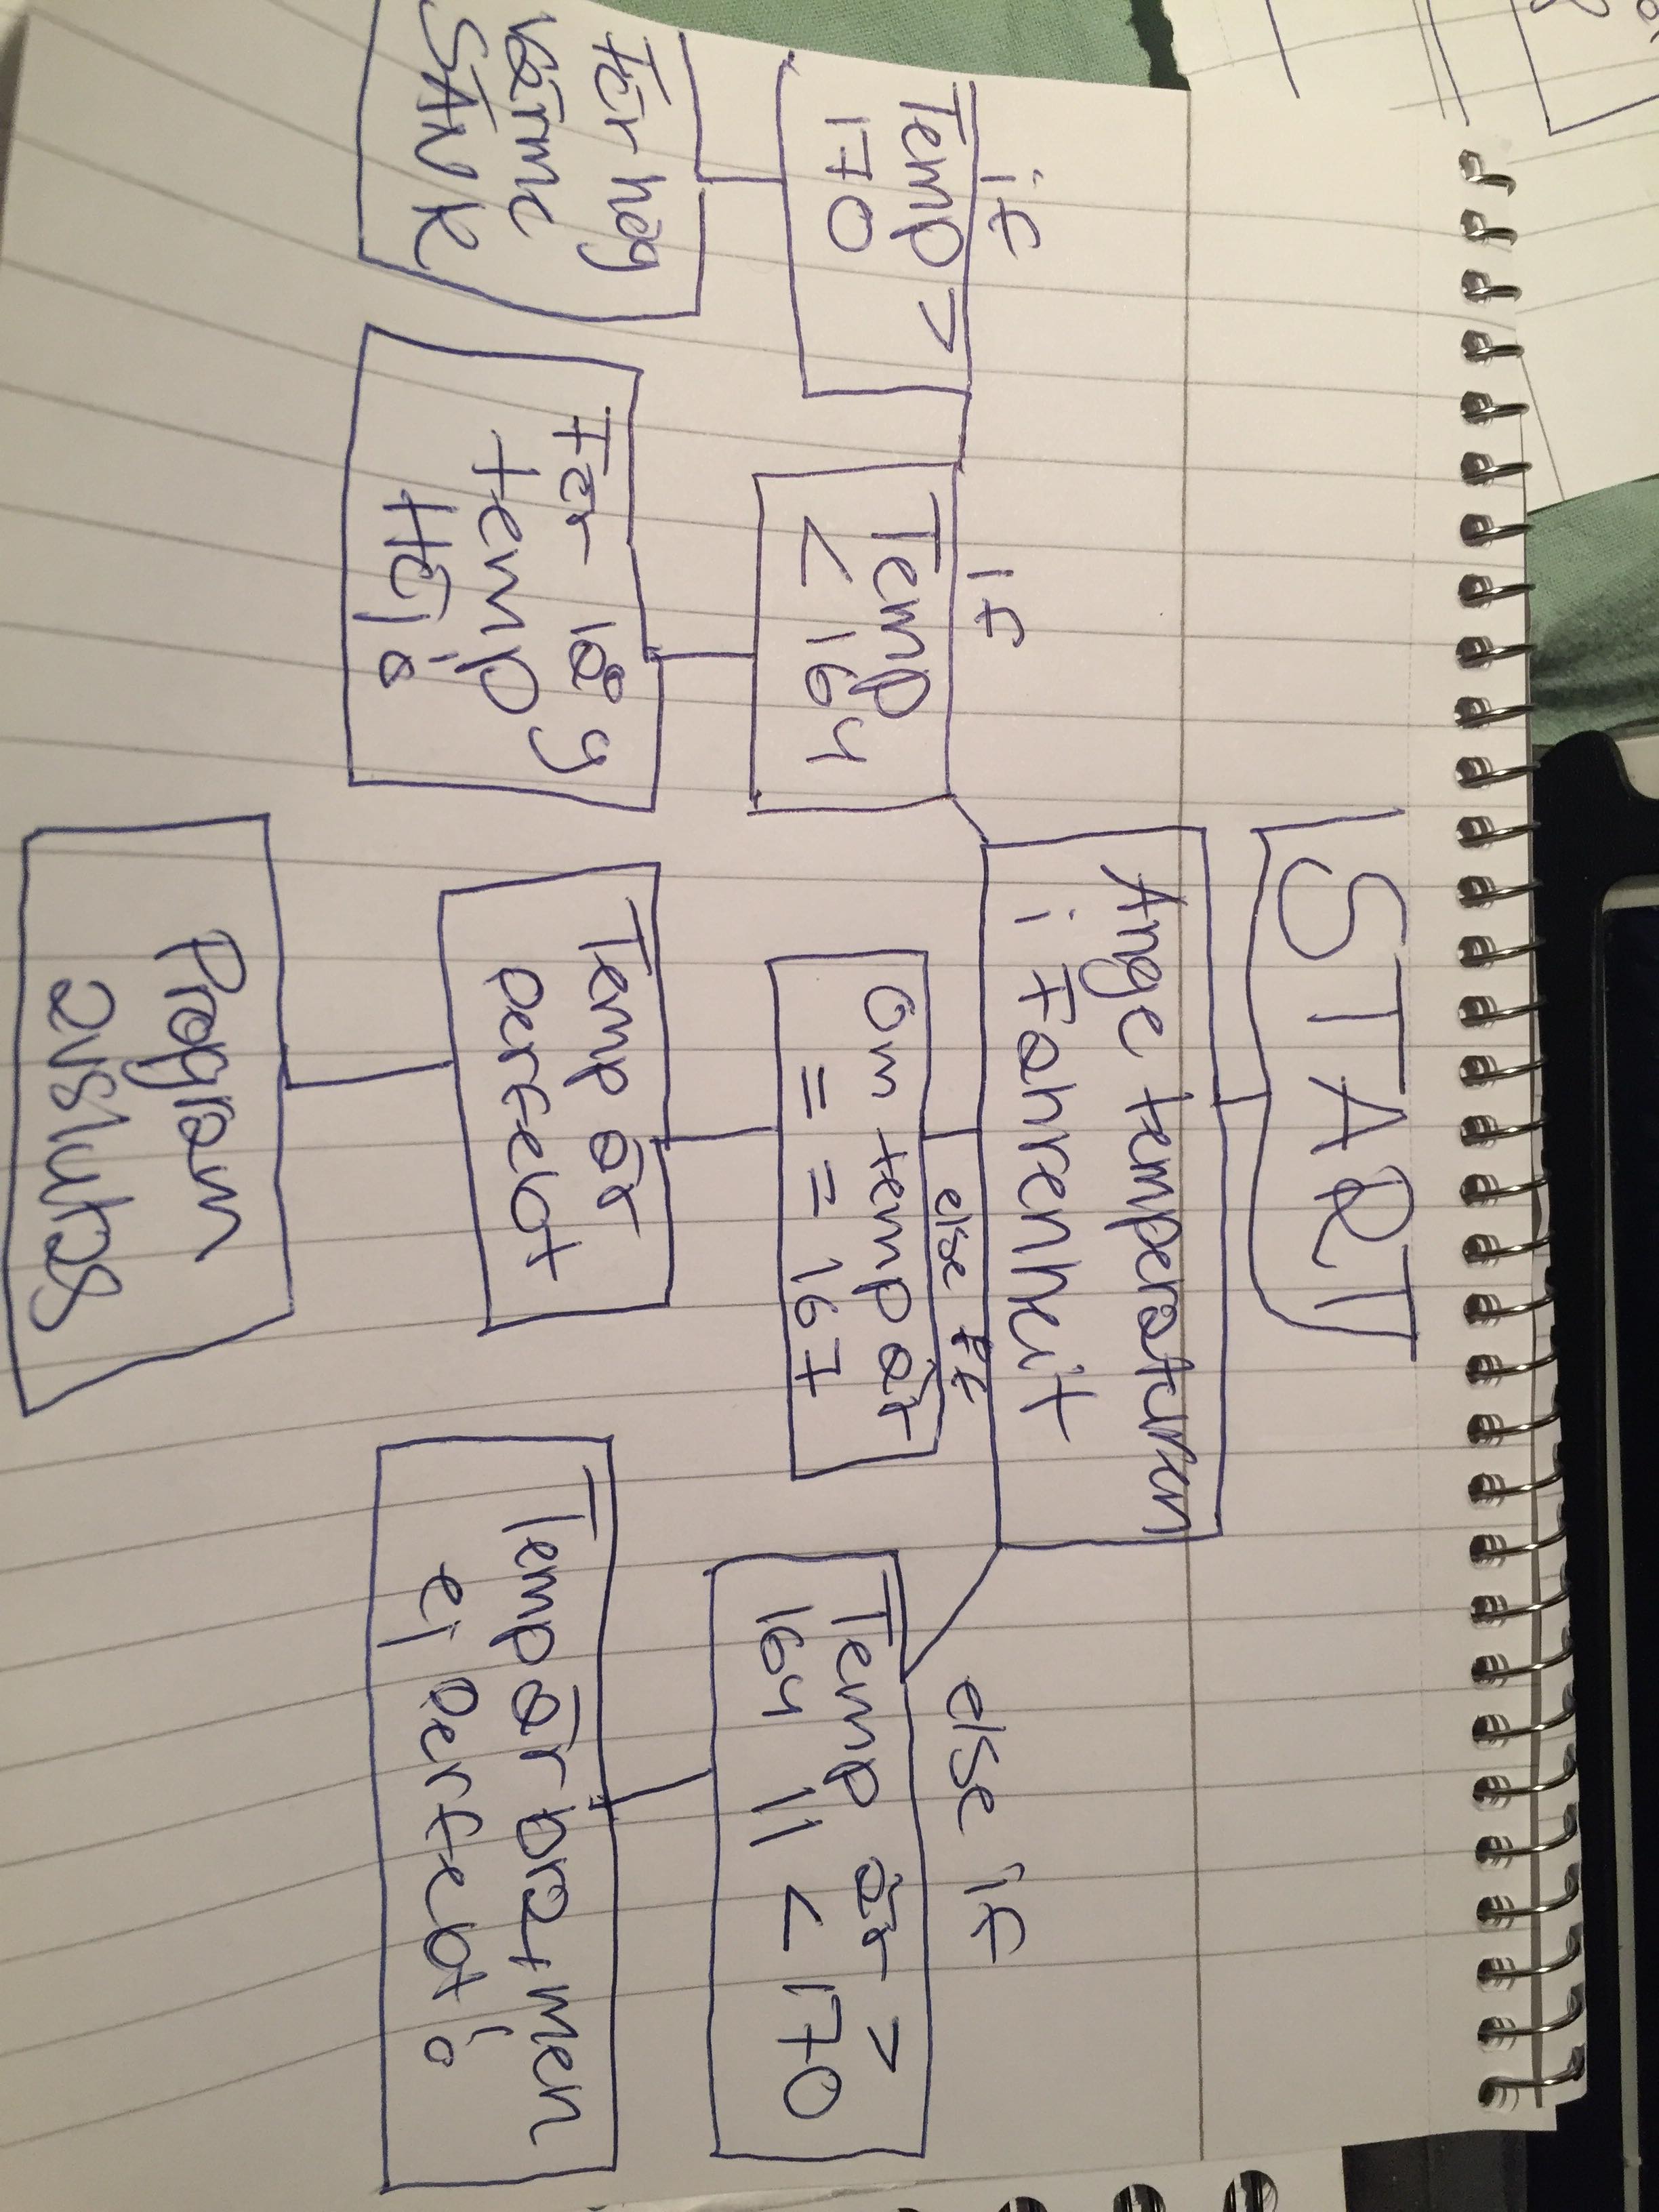 START
Ange temperaturen
i Fahrenheit
if
Temp >
170
För hög
värme
SÄNK
if
Temp
< 164
För låg
temp
Höj!
else if
Om temp är
== 167
Temp är
perfekt
Program
avslutas
else if
Temp är >
164 || < 170
Temp är bra, men
ej perfekt!